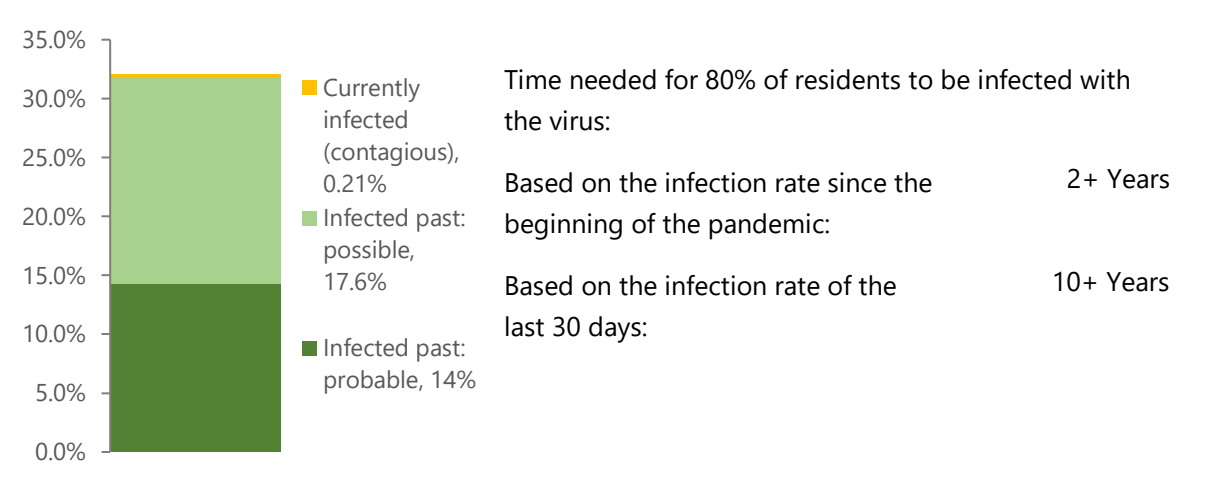 35.0%
30.0%
25.0%
20.0%
15.0%
10.0%
5.0%
0.0%
Currently
infected
(contagious),
0.21%
Infected past:
possible,
17.6%
Infected past:
probable, 14%
Time needed for 80% of residents to be infected with
the virus:
Based on the infection rate since the
beginning of the pandemic:
2+ Years
Based on the infection rate of the
last 30 days:
10+ Years